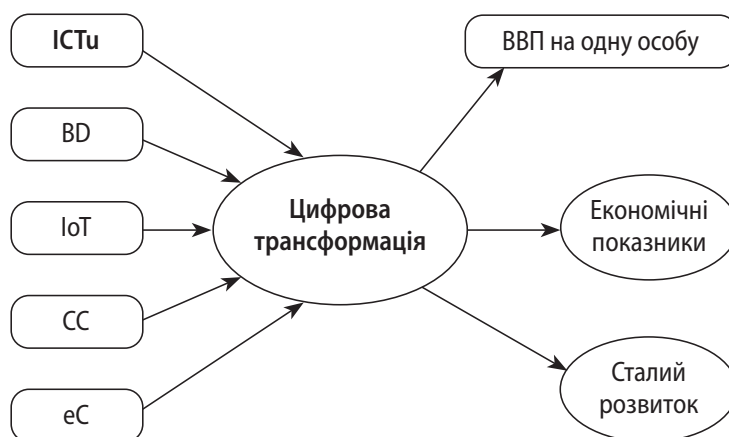 ICTu
BD
IoT
CC
eC
Цифрова
трансформація
ВВП на одну особу
Економічні
показники
Сталий
розвиток